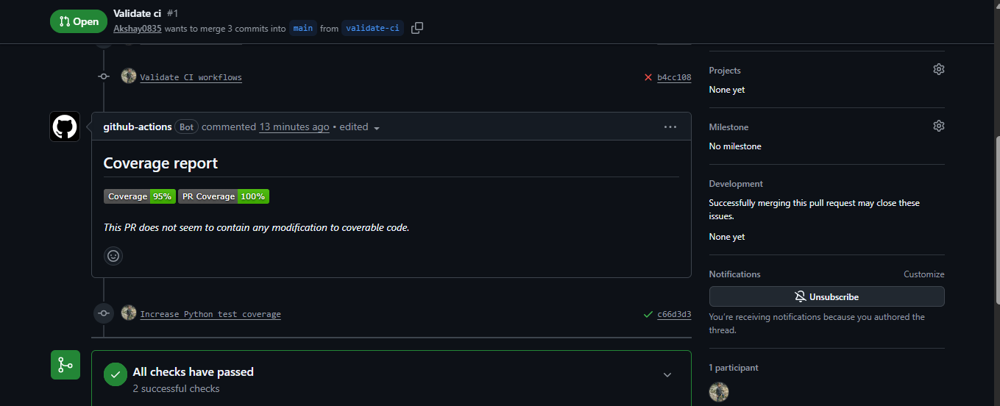 Open
Validate ci #1
Akshay0835 wants to merge 3 commits into main from validate-ci
Validate CI workflows
b4cc108
github-actions Bot commented 13 minutes ago • edited
Coverage report
Coverage 95% PR Coverage 100%
This PR does not seem to contain any modification to coverable code.
Increase Python test coverage
c66d3d3
All checks have passed
2 successful checks
Projects
None yet
Milestone
No milestone
Development
Successfully merging this pull request may close these
issues.
None yet
Notifications
Customize
Unsubscribe
You're receiving notifications because you authored the
thread.
1 participant